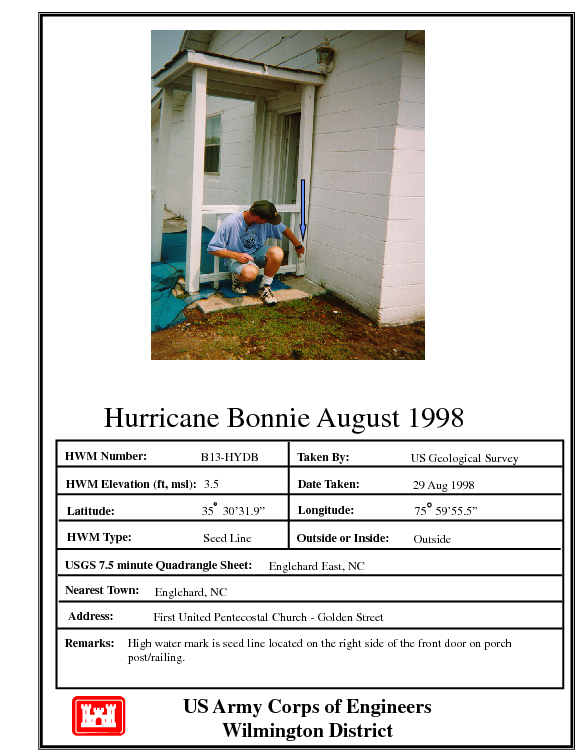 Hurricane Bonnie August 1998
HWM Number: B13-HYDB Taken By: US Geological Survey
HWM Elevation (ft, msl): 3.5 Date Taken: 29 Aug 1998
Latitude: 35° 30’31.9” Longitude: 75° 59’55.5”
HWM Type: Seed Line Outside or Inside: Outside
USGS 7.5 minute Quadrangle Sheet: Englehard East, NC
Nearest Town: Englehard, NC
Address: First United Pentecostal Church - Golden Street
Remarks: High water mark is seed line located on the right side of the front door on porch
post/railing.
US Army Corps of Engineers
Wilmington District